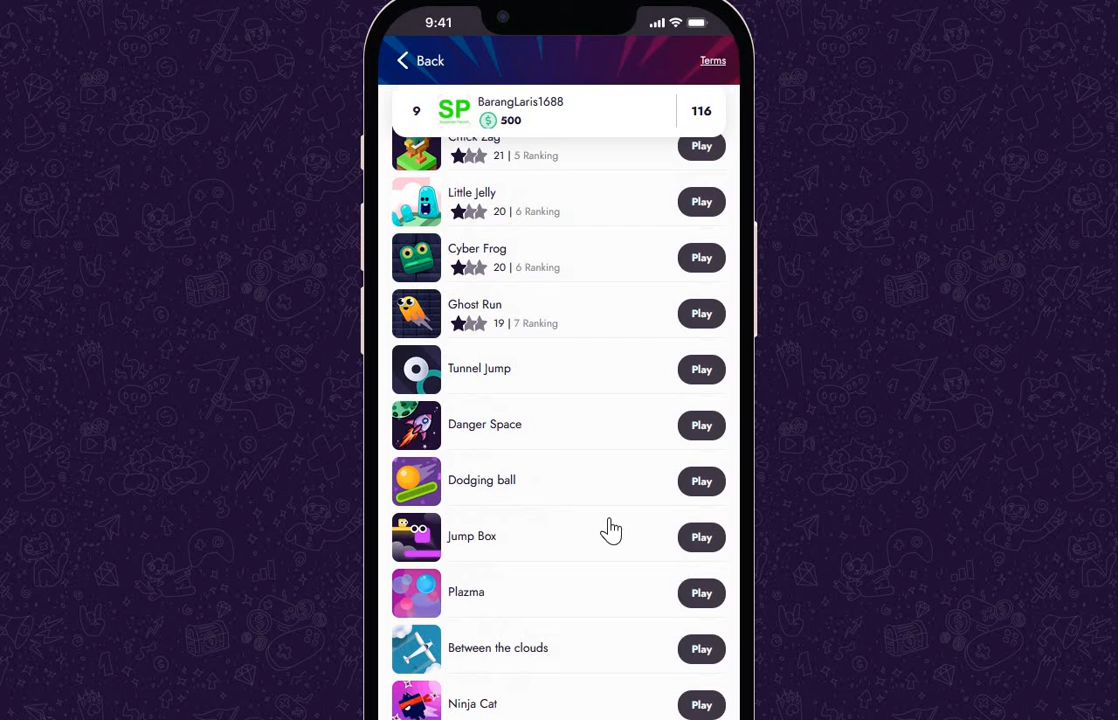 9:41
Back
Terms
9
SP
BarangLaris1688
$ 500
116
Chick Zag
21 | 5 Ranking
Play
Little Jelly
20 | 6 Ranking
Play
Cyber Frog
20 | 6 Ranking
Play
Ghost Run
19 | 7 Ranking
Play
Tunnel Jump
Play
Danger Space
Play
Dodging ball
Play
Jump Box
Play
Plazma
Play
Between the clouds
Play
Ninja Cat
Play